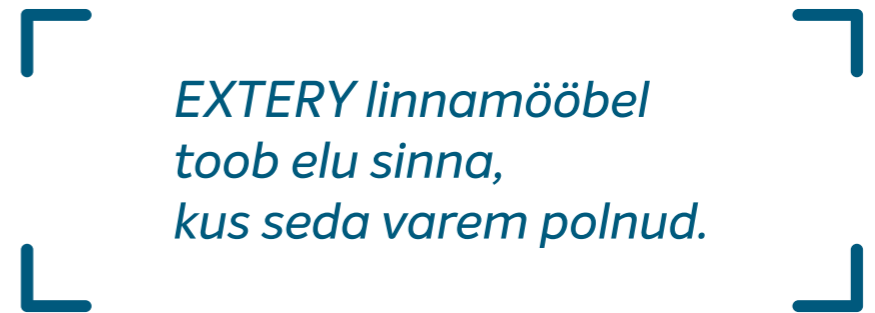 EXTERY linnamööbel
toob elu sinna,
kus seda varem polnud.